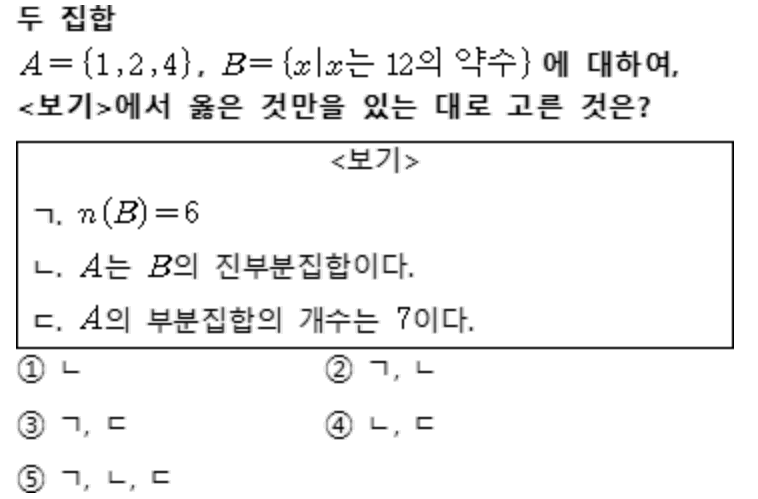 두 집합
A={1,2,4}, B={x|x는 12의 약수}에 대하여,
<보기>에서 옳은 것만을 있는 대로 고른 것은?
<보기>
ㄱ. n(B)=6
ㄴ. A는 B의 진부분집합이다.
ㄷ. A의 부분집합의 개수는 7이다.
① ㄴ ② ㄱ, ㄴ
③ ㄱ, ㄷ ④ ㄴ, ㄷ
⑤ ㄱ, ㄴ, ㄷ